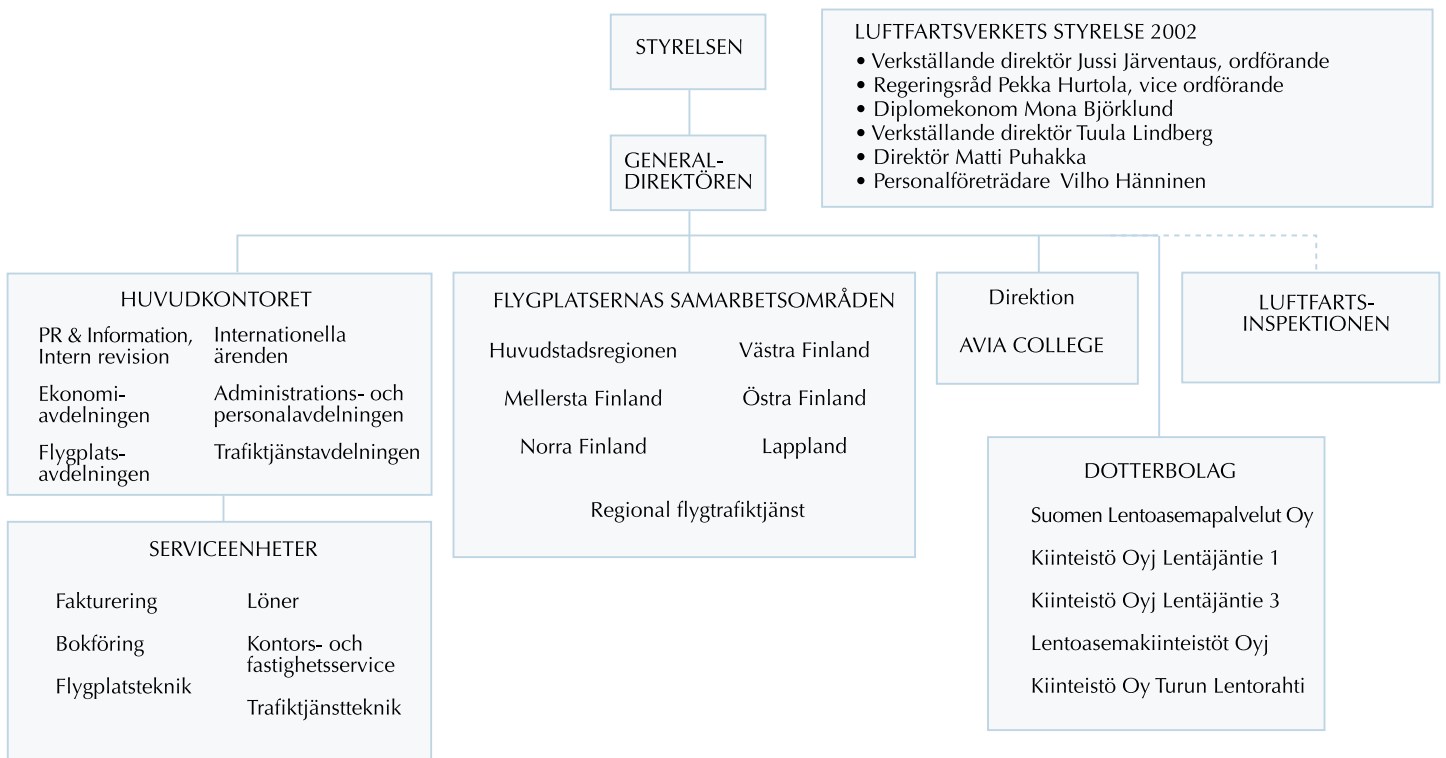 STYRELSEN
LUFTFARTSVERKETS STYRELSE 2002
• Verkställande direktör Jussi Järventaus, ordförande
• Regeringsråd Pekka Hurtola, vice ordförande
• Diplomekonom Mona Björklund
• Verkställande direktör Tuula Lindberg
• Direktör Matti Puhakka
• Personalföreträdare Vilho Hänninen
GENERAL-
DIREKTÖREN
HUVUDKONTORET
PR & Information,
Intern revision
Internationella
ärenden
Ekonomi-
avdelningen
Administrations- och
personalavdelningen
Flygplats-
avdelningen
Trafiktjänstavdelningen
SERVICEENHETER
Fakturering
Löner
Bokföring
Kontors- och
fastighetsservice
Flygplatsteknik
Trafiktjänstteknik
FLYGPLATSERNAS SAMARBETSOMRÅDEN
Huvudstadsregionen
Västra Finland
Mellersta Finland
Östra Finland
Norra Finland
Lappland
Regional flygtrafiktjänst
Direktion
AVIA COLLEGE
LUFTFARTS-
INSPEKTIONEN
DOTTERBOLAG
Suomen Lentoasemapalvelut Oy
Kiinteistö Oyj Lentäjäntie 1
Kiinteistö Oyj Lentäjäntie 3
Lentoasemakiinteistöt Oyj
Kiinteistö Oy Turun Lentorahti